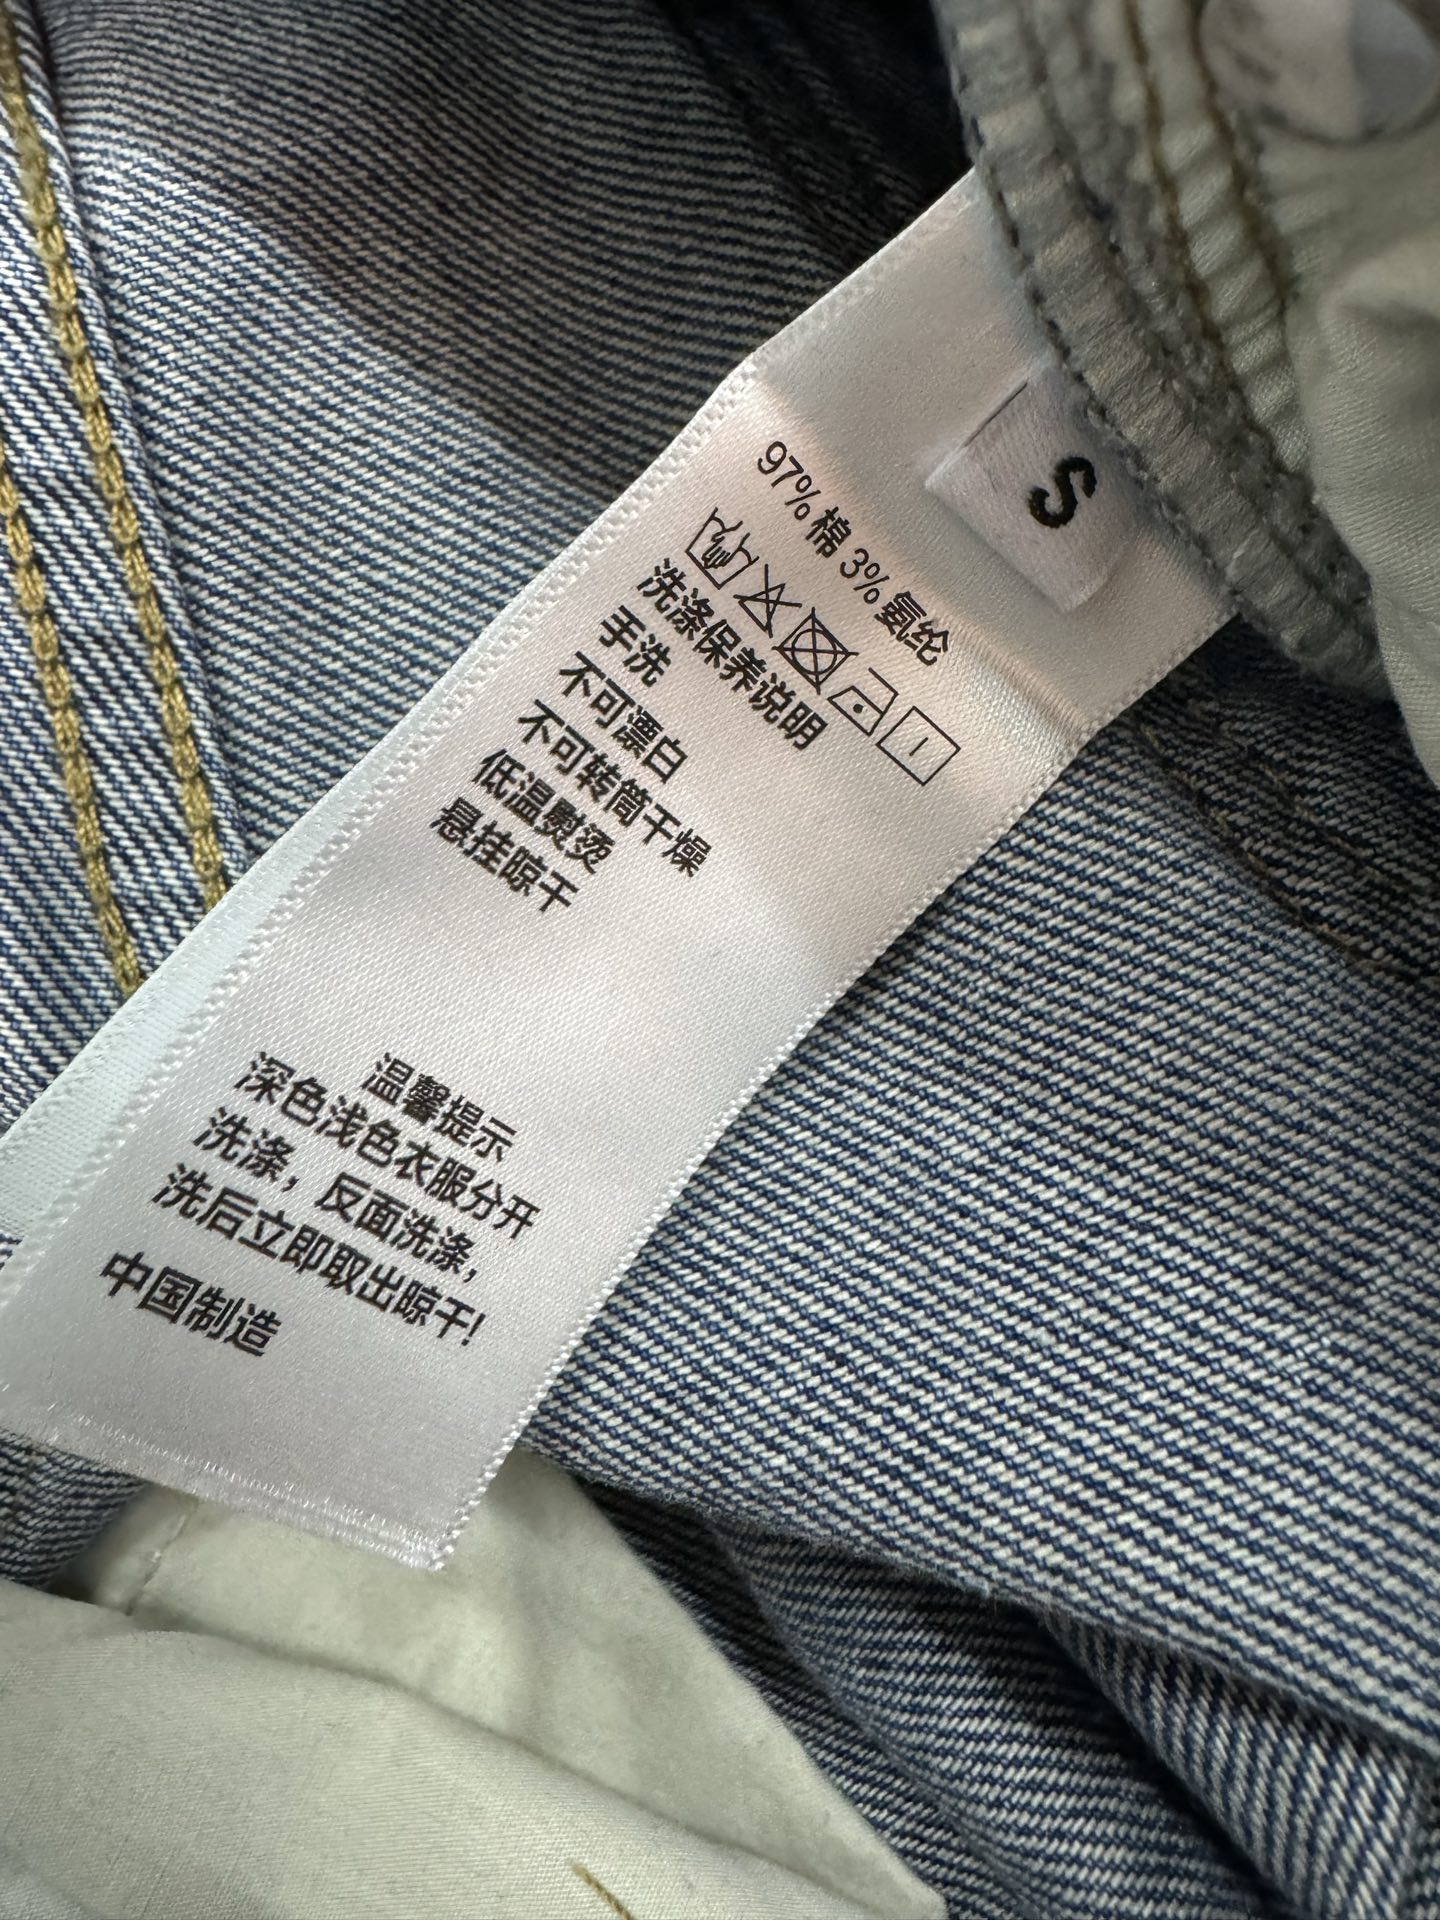 S
97% 棉 3% 氨纶
洗涤保养说明
手洗
不可漂白
不可转筒干燥
低温熨烫
悬挂晾干
温馨提示
深色浅色衣服分开
洗涤，反面洗涤，
洗后立即取出晾干!
中国制造